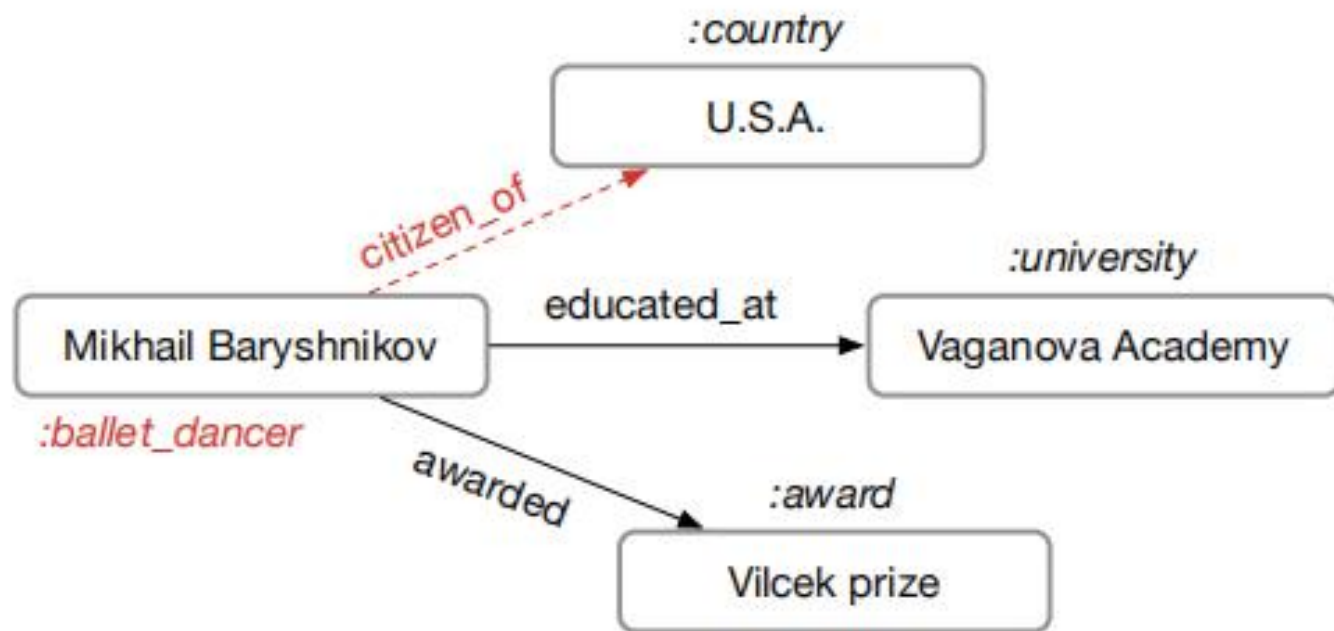 :country
U.S.A.
citizen_of
:university
educated_at
Mikhail Baryshnikov
Vaganova Academy
:ballet_dancer
awarded
:award
Vilcek prize